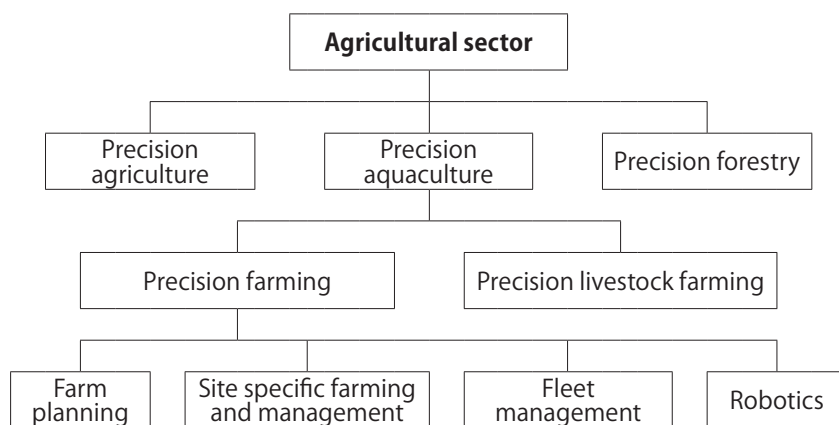 Agricultural sector
Precision
agriculture
Precision
aquaculture
Precision forestry
Precision farming
Precision livestock farming
Farm
planning
Site specific farming
and management
Fleet
management
Robotics